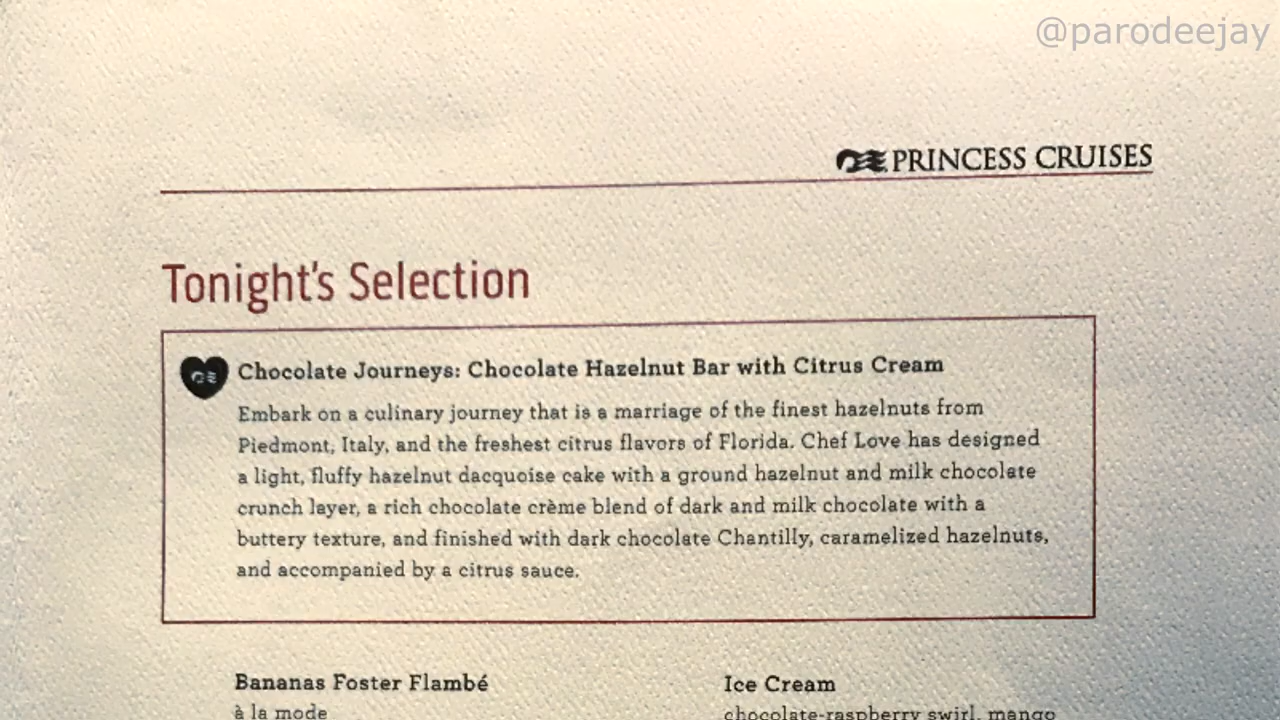 @parodeejay
PRINCESS CRUISES
Tonight's Selection
Chocolate Journeys: Chocolate Hazelnut Bar with Citrus Cream
Embark on a culinary journey that is a marriage of the finest hazelnuts from
Piedmont, Italy, and the freshest citrus flavors of Florida. Chef Love has designed
a light, fluffy hazelnut dacquoise cake with a ground hazelnut and milk chocolate
crunch layer, a rich chocolate crème blend of dark and milk chocolate with a
buttery texture, and finished with dark chocolate Chantilly, caramelized hazelnuts,
and accompanied by a citrus sauce.
Bananas Foster Flambé
à la mode
Ice Cream
chocolate-raspberry swirl, mango